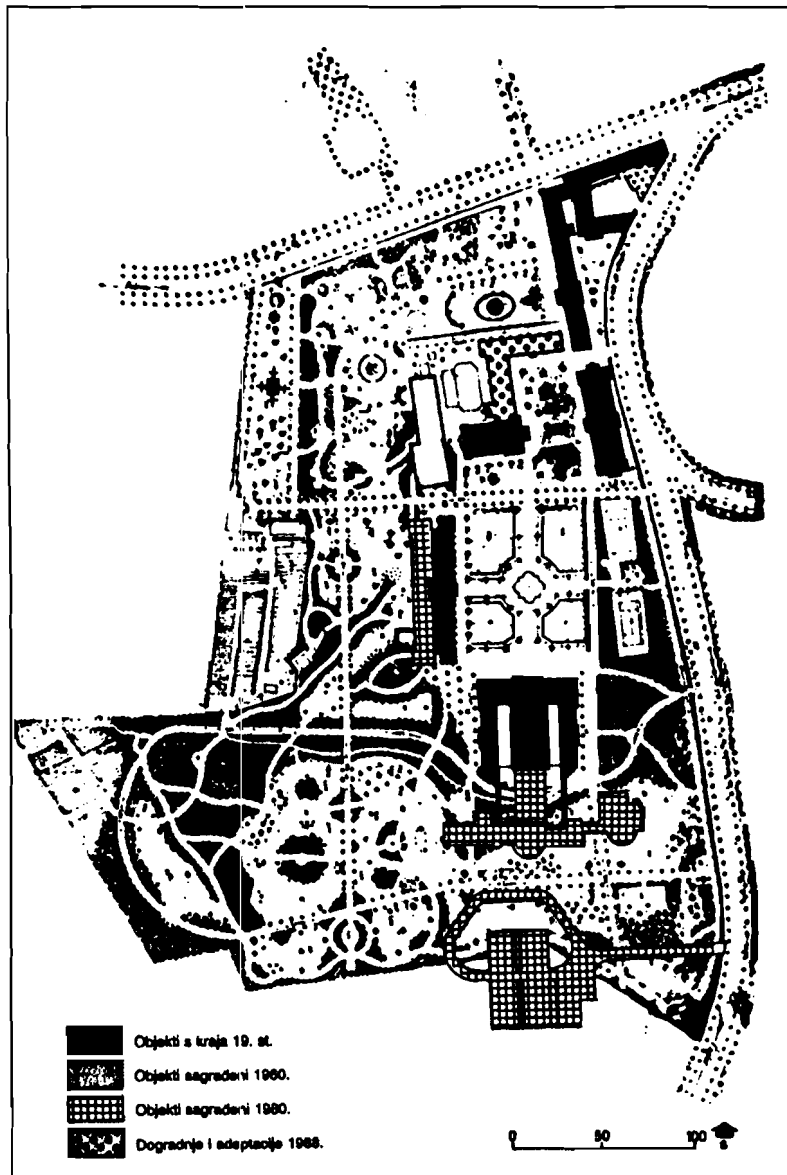 Objekti s kraja 19. st.
Objekti sagrađeni 1960.
Objekti sagrađeni 1980.
Dogradnje i adaptacije 1988.
0 50 100